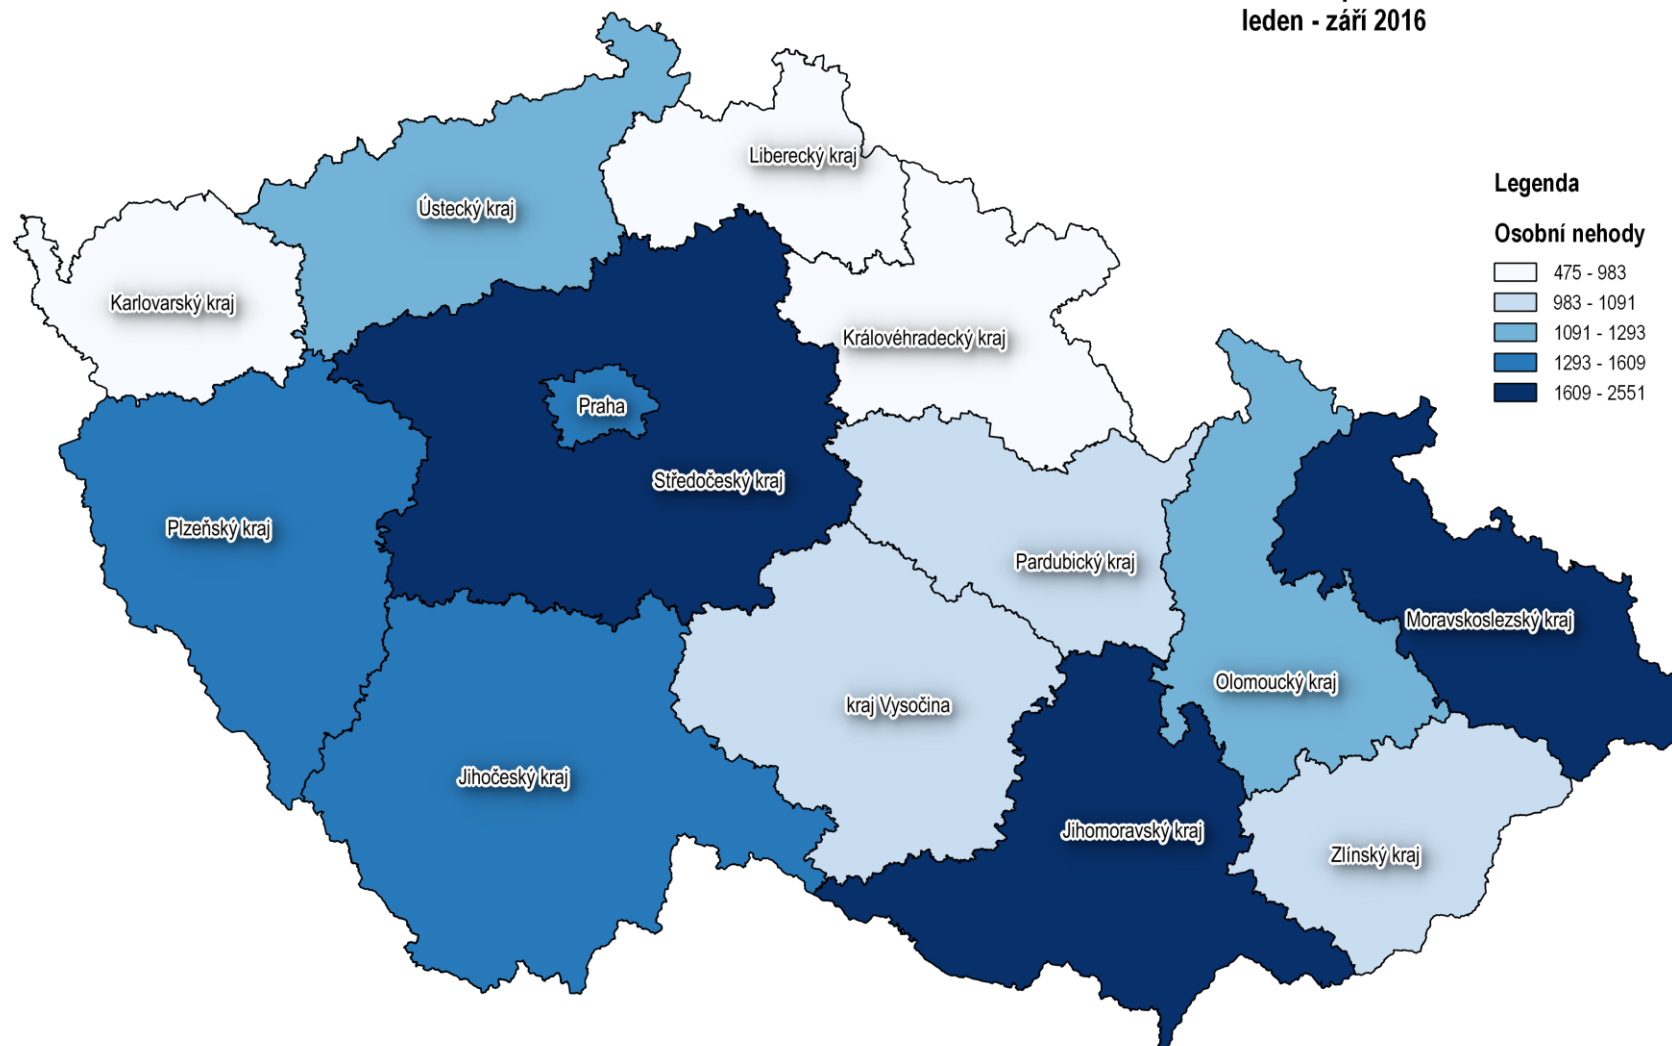 leden - září 2016
Liberecký kraj
Ústecký kraj
Legenda
Osobní nehody
475 - 983
983 - 1091
1091 - 1293
1293 - 1609
1609 - 2551
Karlovarský kraj
Královéhradecký kraj
Praha
Středočeský kraj
Plzeňský kraj
Pardubický kraj
Moravskoslezský kraj
Olomoucký kraj
kraj Vysočina
Jihočeský kraj
Jihomoravský kraj
Zlínský kraj